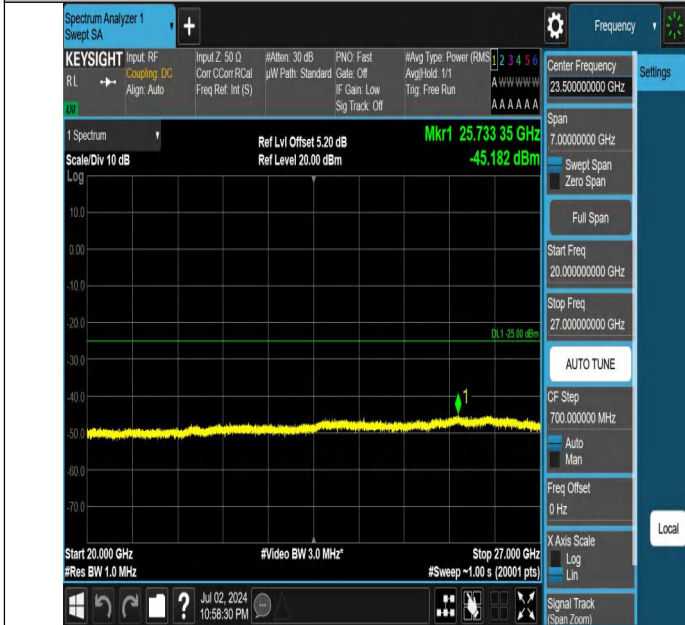 Spectrum Analyzer 1
Swept SA
+
Frequency
KEYSIGHT
RL
Input: RF
Coupling: DC
Align: Auto
Input Z: 50 Ω
Corr CCorr RCal
Freq Ref: Int (S)
#Atten: 30 dB
µW Path: Standard
PNO: Fast
Gate: Off
IF Gain: Low
Sig Track: Off
#Avg Type: Power (RMS
Avg|Hold: 1/1
Trig: Free Run
1 2 3 4 5 6
A W W W W W
A A A A A A
1 Spectrum
Scale/Div 10 dB
Log
Ref Lvl Offset 5.20 dB
Ref Level 20.00 dBm
Mkr1 25.733 35 GHz
-45.182 dBm
10.0
0.00
-10.0
-20.0
DL1 -25.00 dBm
-30.0
-40.0
1
-50.0
-60.0
-70.0
Start 20.000 GHz
#Res BW 1.0 MHz
#Video BW 3.0 MHz*
Stop 27.000 GHz
#Sweep ~1.00 s (20001 pts)
?
Jul 02, 2024
10:58:30 PM
Center Frequency
23.500000000 GHz
Settings
Span
7.00000000 GHz
Swept Span
Zero Span
Full Span
Start Freq
20.000000000 GHz
Stop Freq
27.000000000 GHz
AUTO TUNE
CF Step
700.000000 MHz
Auto
Man
Freq Offset
0 Hz
X Axis Scale
Log
Lin
Local
Signal Track
(Span Zoom)